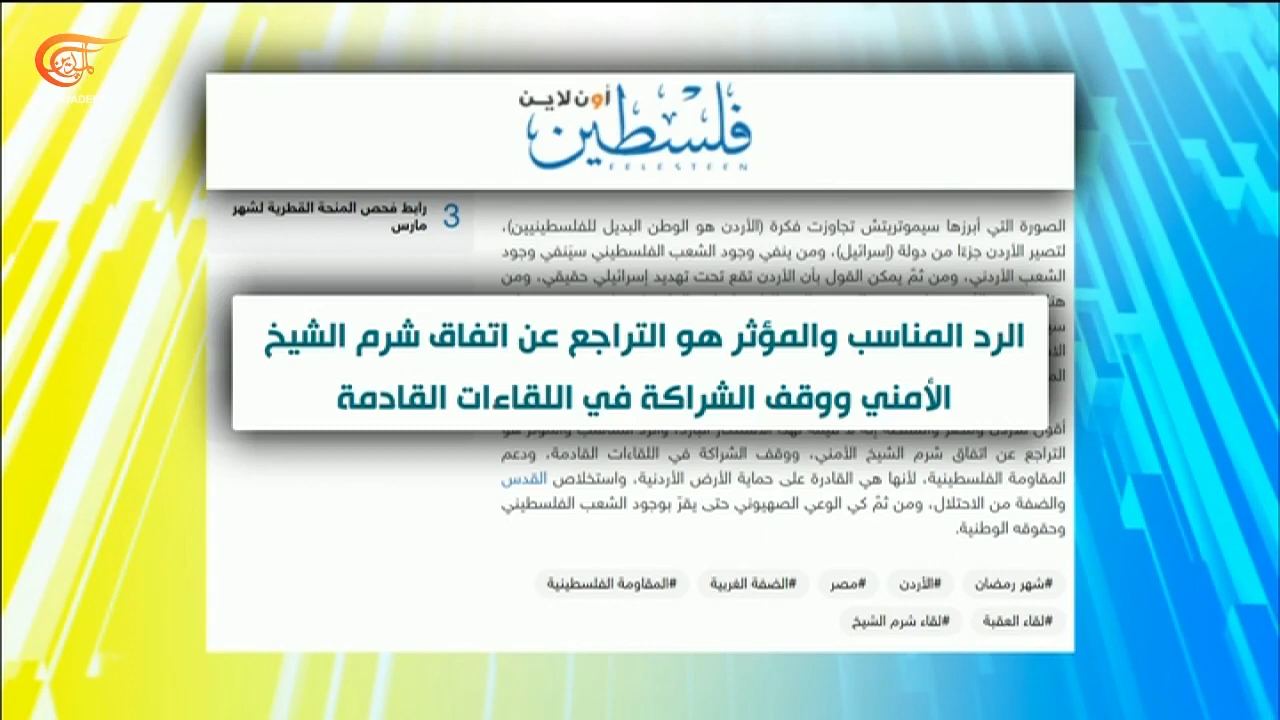 فلسطين أون لاين
FELESTEEN
3 رابط فحص المنحة القطرية لشهر
مارس
الصورة التي أبرزها سيموتريتش تجاوزت فكرة (الأردن هو الوطن البديل للفلسطينيين)،
لتصير الأردن جزءًا من دولة (إسرائيل)، ومن ينفي وجود الشعب الفلسطيني سيَنفي وجود
الشعب الأردني، ومن ثمّ يمكن القول بأن الأردن تقع تحت تهديد إسرائيلي حقيقي، ومن
الرد المناسب والمؤثر هو التراجع عن اتفاق شرم الشيخ
الأمني ووقف الشراكة في اللقاءات القادمة
التراجع عن اتفاق شرم الشيخ الأمني، ووقف الشراكة في اللقاءات القادمة، ودعم
المقاومة الفلسطينية، لأنها هي القادرة على حماية الأرض الأردنية، واستخلاص القدس
والضفة من الاحتلال، ومن ثمّ كي الوعي الصهيوني حتى يقرّ بوجود الشعب الفلسطيني
وحقوقه الوطنية.
#شهر رمضان #الأردن #مصر #الضفة الغربية #المقاومة الفلسطينية
#لقاء العقبة #لقاء شرم الشيخ